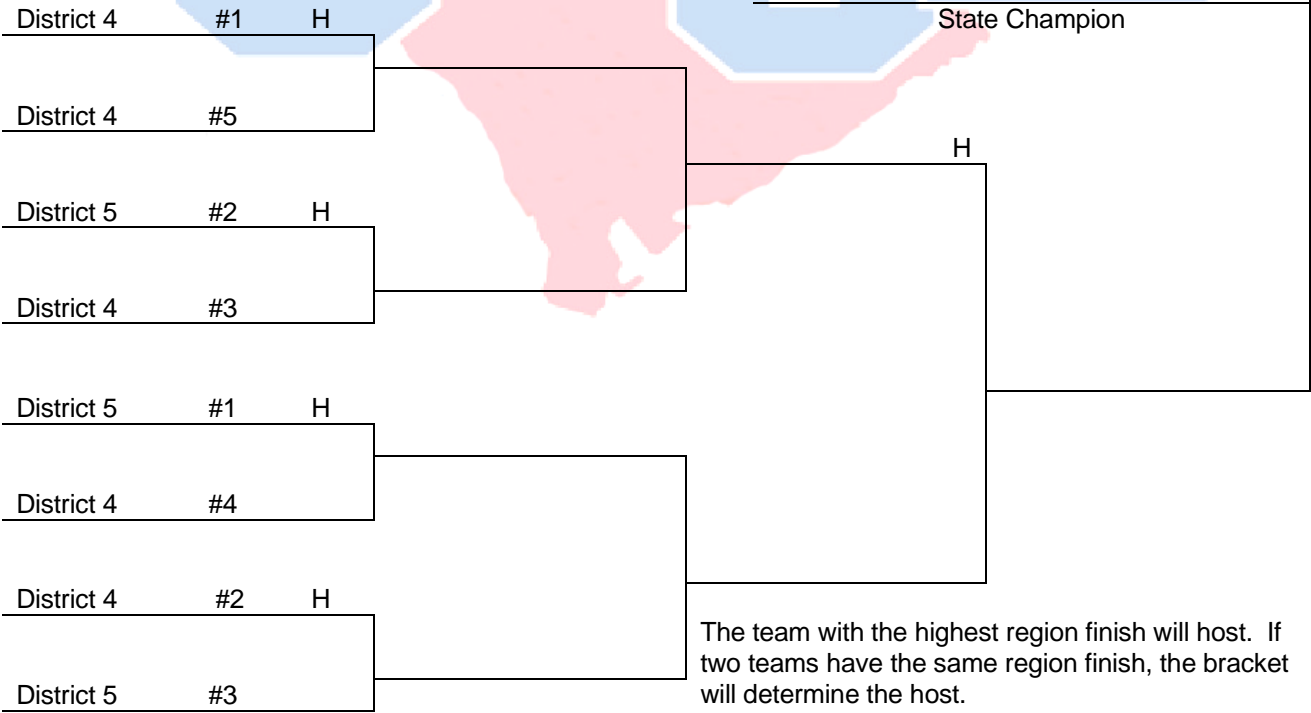 District 4 #1 H
State Champion
District 4 #5
H
District 5 #2 H
District 4 #3
District 5 #1 H
District 4 #4
District 4 #2 H
The team with the highest region finish will host. If
two teams have the same region finish, the bracket
will determine the host.
District 5 #3